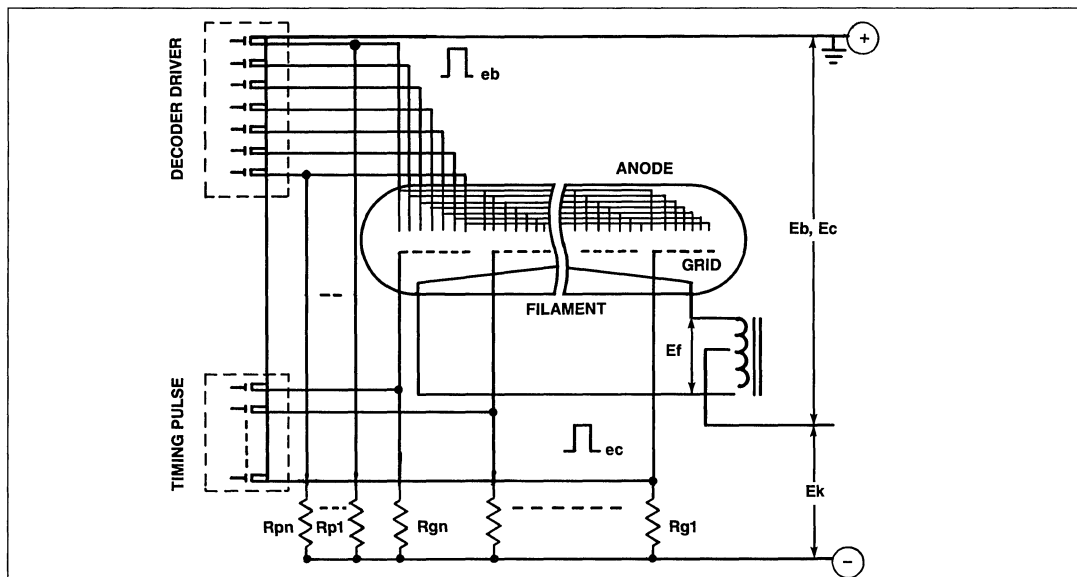 DECODER DRIVER
eb
+
ANODE
Eb, Ec
GRID
FILAMENT
Ef
TIMING PULSE
ec
Ek
Rpn
Rp1
Rgn
Rg1
−